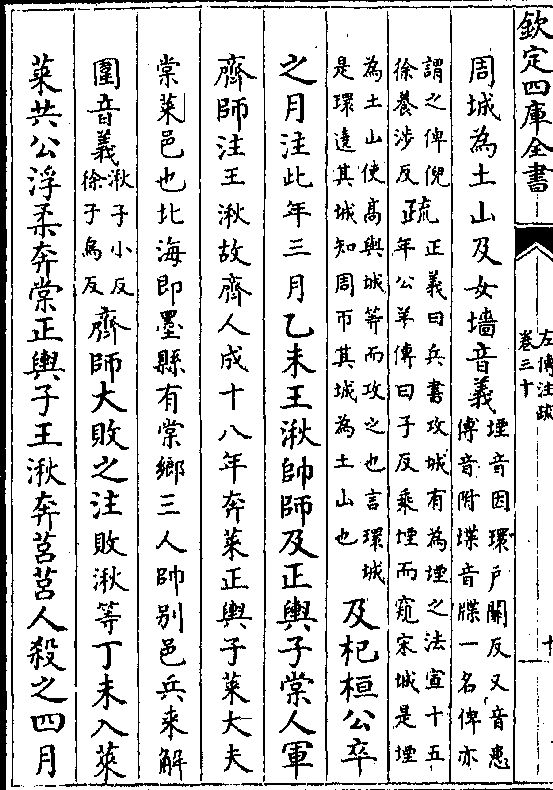 欽定四庫全書
左傳注疏
卷三十
十
周城為土山及女墻音義
堙音因環户關反又音患
傅音附堞音牒一名俾亦
謂之俾倪
徐養涉反
疏
正義曰兵書攻城有為堙之法宣十五
年公羊傳曰子反乘堙而窺宋城是堙
為土山使高與城等而攻之也言環城
是環遶其城知周帀其城為土山也
及杞桓公卒
之月注此年三月乙未王湫帥師及正輿子棠人軍
齊師注王湫故齊人成十八年奔萊正輿子萊大夫
棠萊邑也北海即墨縣有棠鄉三人帥别邑兵來解
圍音義
湫子小反
徐子鳥反
齊師大敗之注敗湫等丁未入萊
萊共公浮柔奔棠正輿子王湫奔莒莒人殺之四月